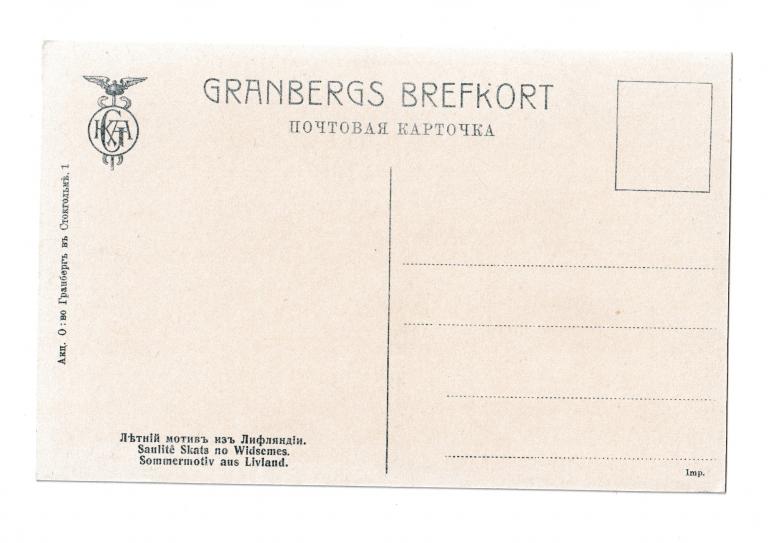 GRANBERGS BREFKORT
ПОЧТОВАЯ КАРТОЧКА
Акц. О:во Гранбергъ въ Стокгольмѣ. 1
Лѣтній мотивъ изъ Лифляндіи.
Saulitê Skats no Widsemes.
Sommermotiv aus Livland.
Imp.